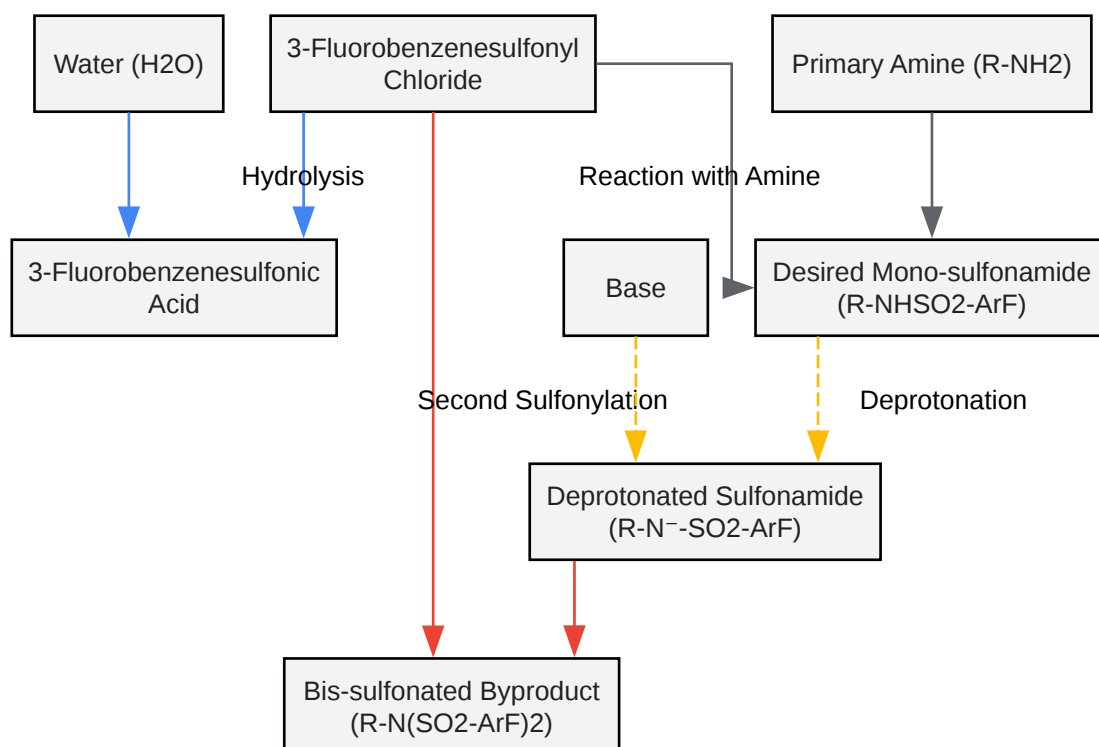 Water (H2O)
3-Fluorobenzenesulfonyl
Chloride
Primary Amine (R-NH2)
Hydrolysis
Reaction with Amine
3-Fluorobenzenesulfonic
Acid
Base
Desired Mono-sulfonamide
(R-NHSO2-ArF)
Second Sulfonylation
Deprotonation
Deprotonated Sulfonamide
(R-N⁻-SO2-ArF)
Bis-sulfonated Byproduct
(R-N(SO2-ArF)2)